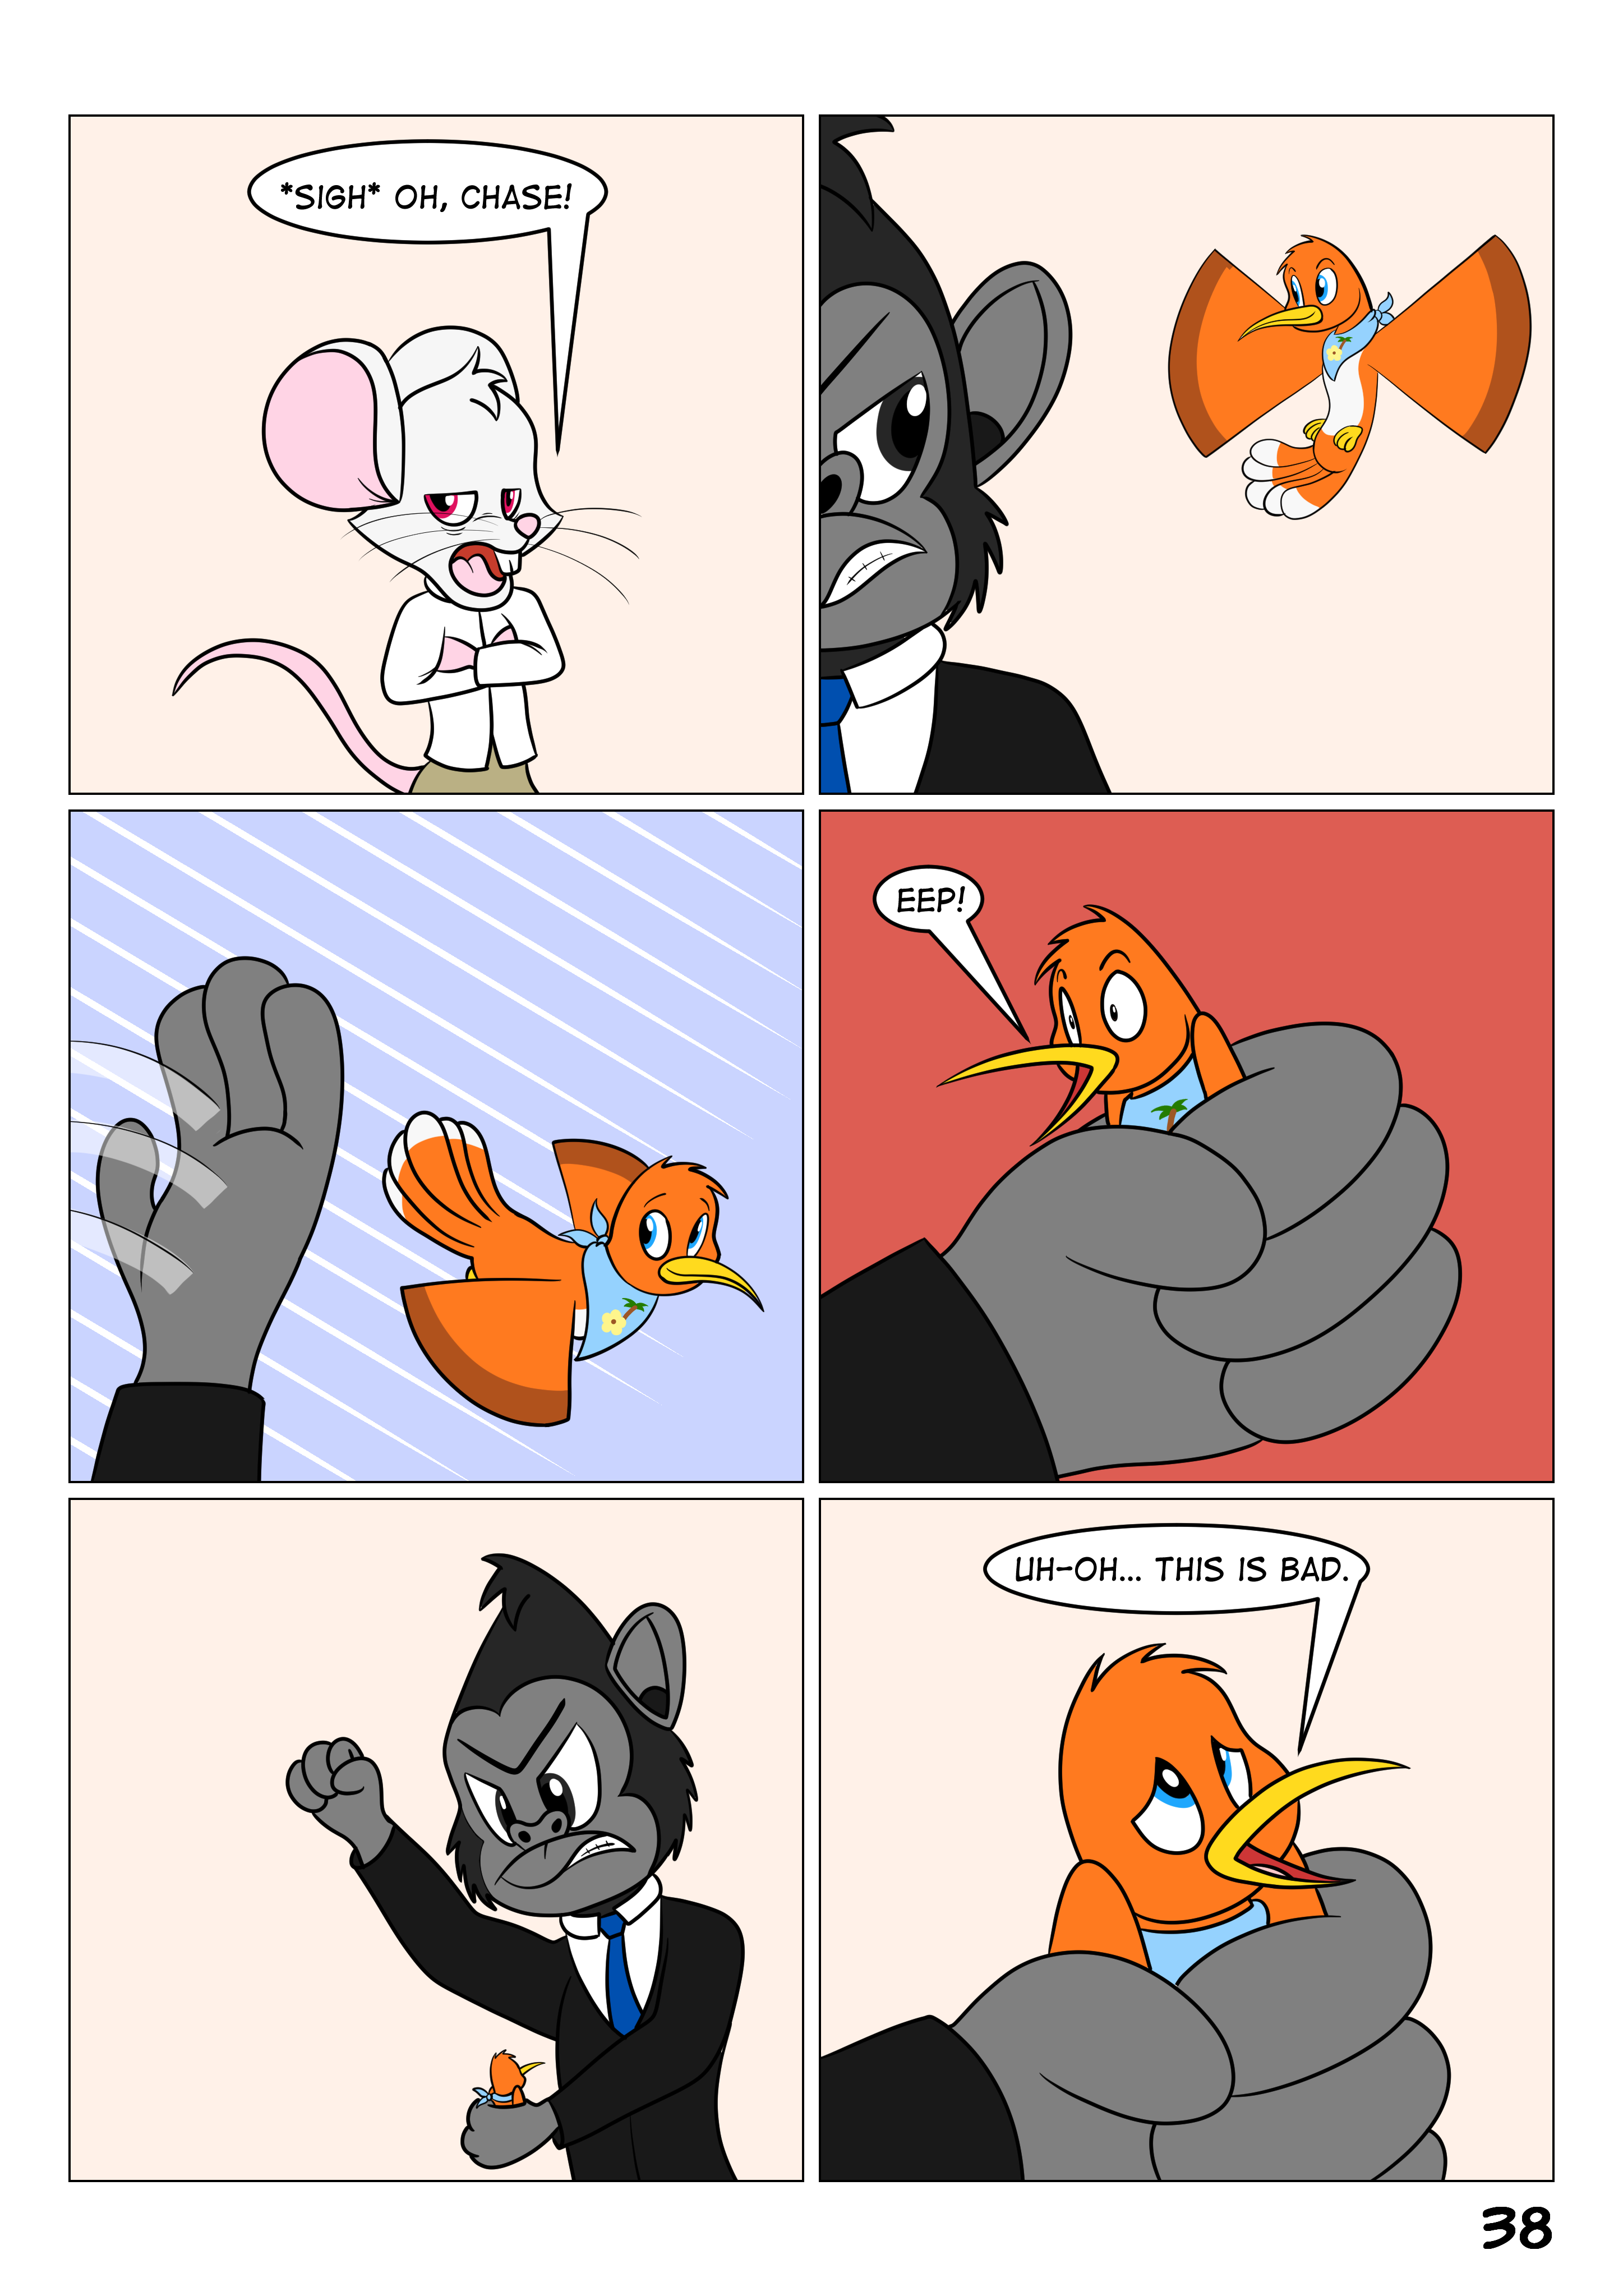 *SIGH* OH, CHASE!
EEP!
UH-OH... THIS IS BAD.
38